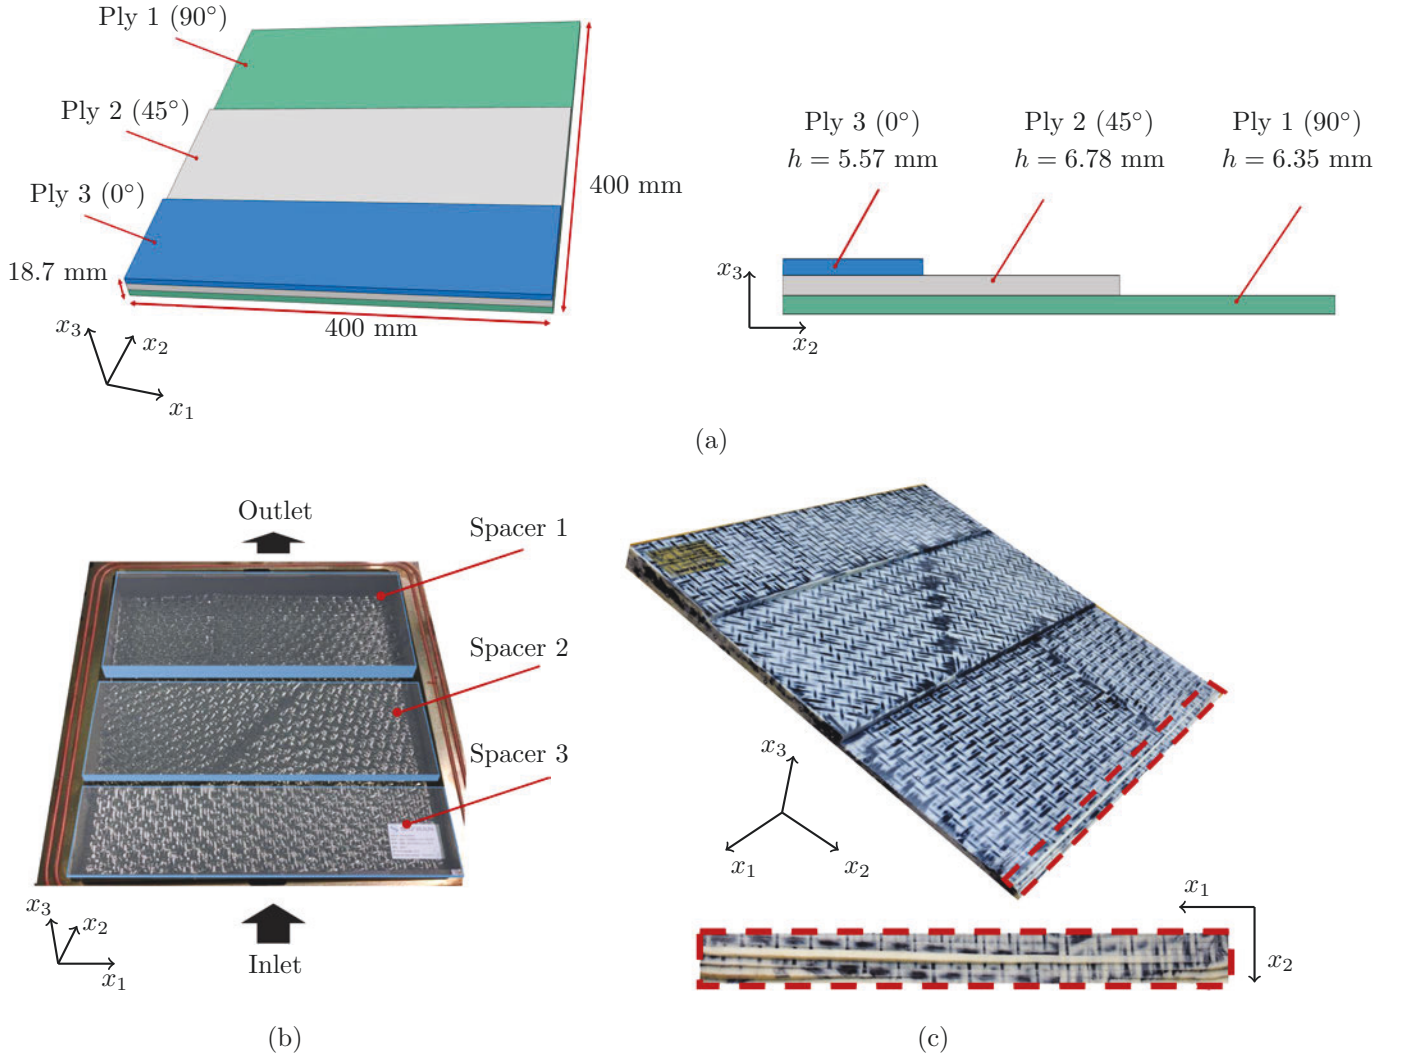 Ply 1 (90°)
Ply 2 (45°)
Ply 3 (0°)
18.7 mm
400 mm
400 mm
x3
x2
x1
Ply 3 (0°)
h = 5.57 mm
Ply 2 (45°)
h = 6.78 mm
Ply 1 (90°)
h = 6.35 mm
x3
x2
(a)
Outlet
Spacer 1
Spacer 2
Spacer 3
x3
x2
x1
Inlet
(b)
x3
x1
x2
x1
x2
(c)